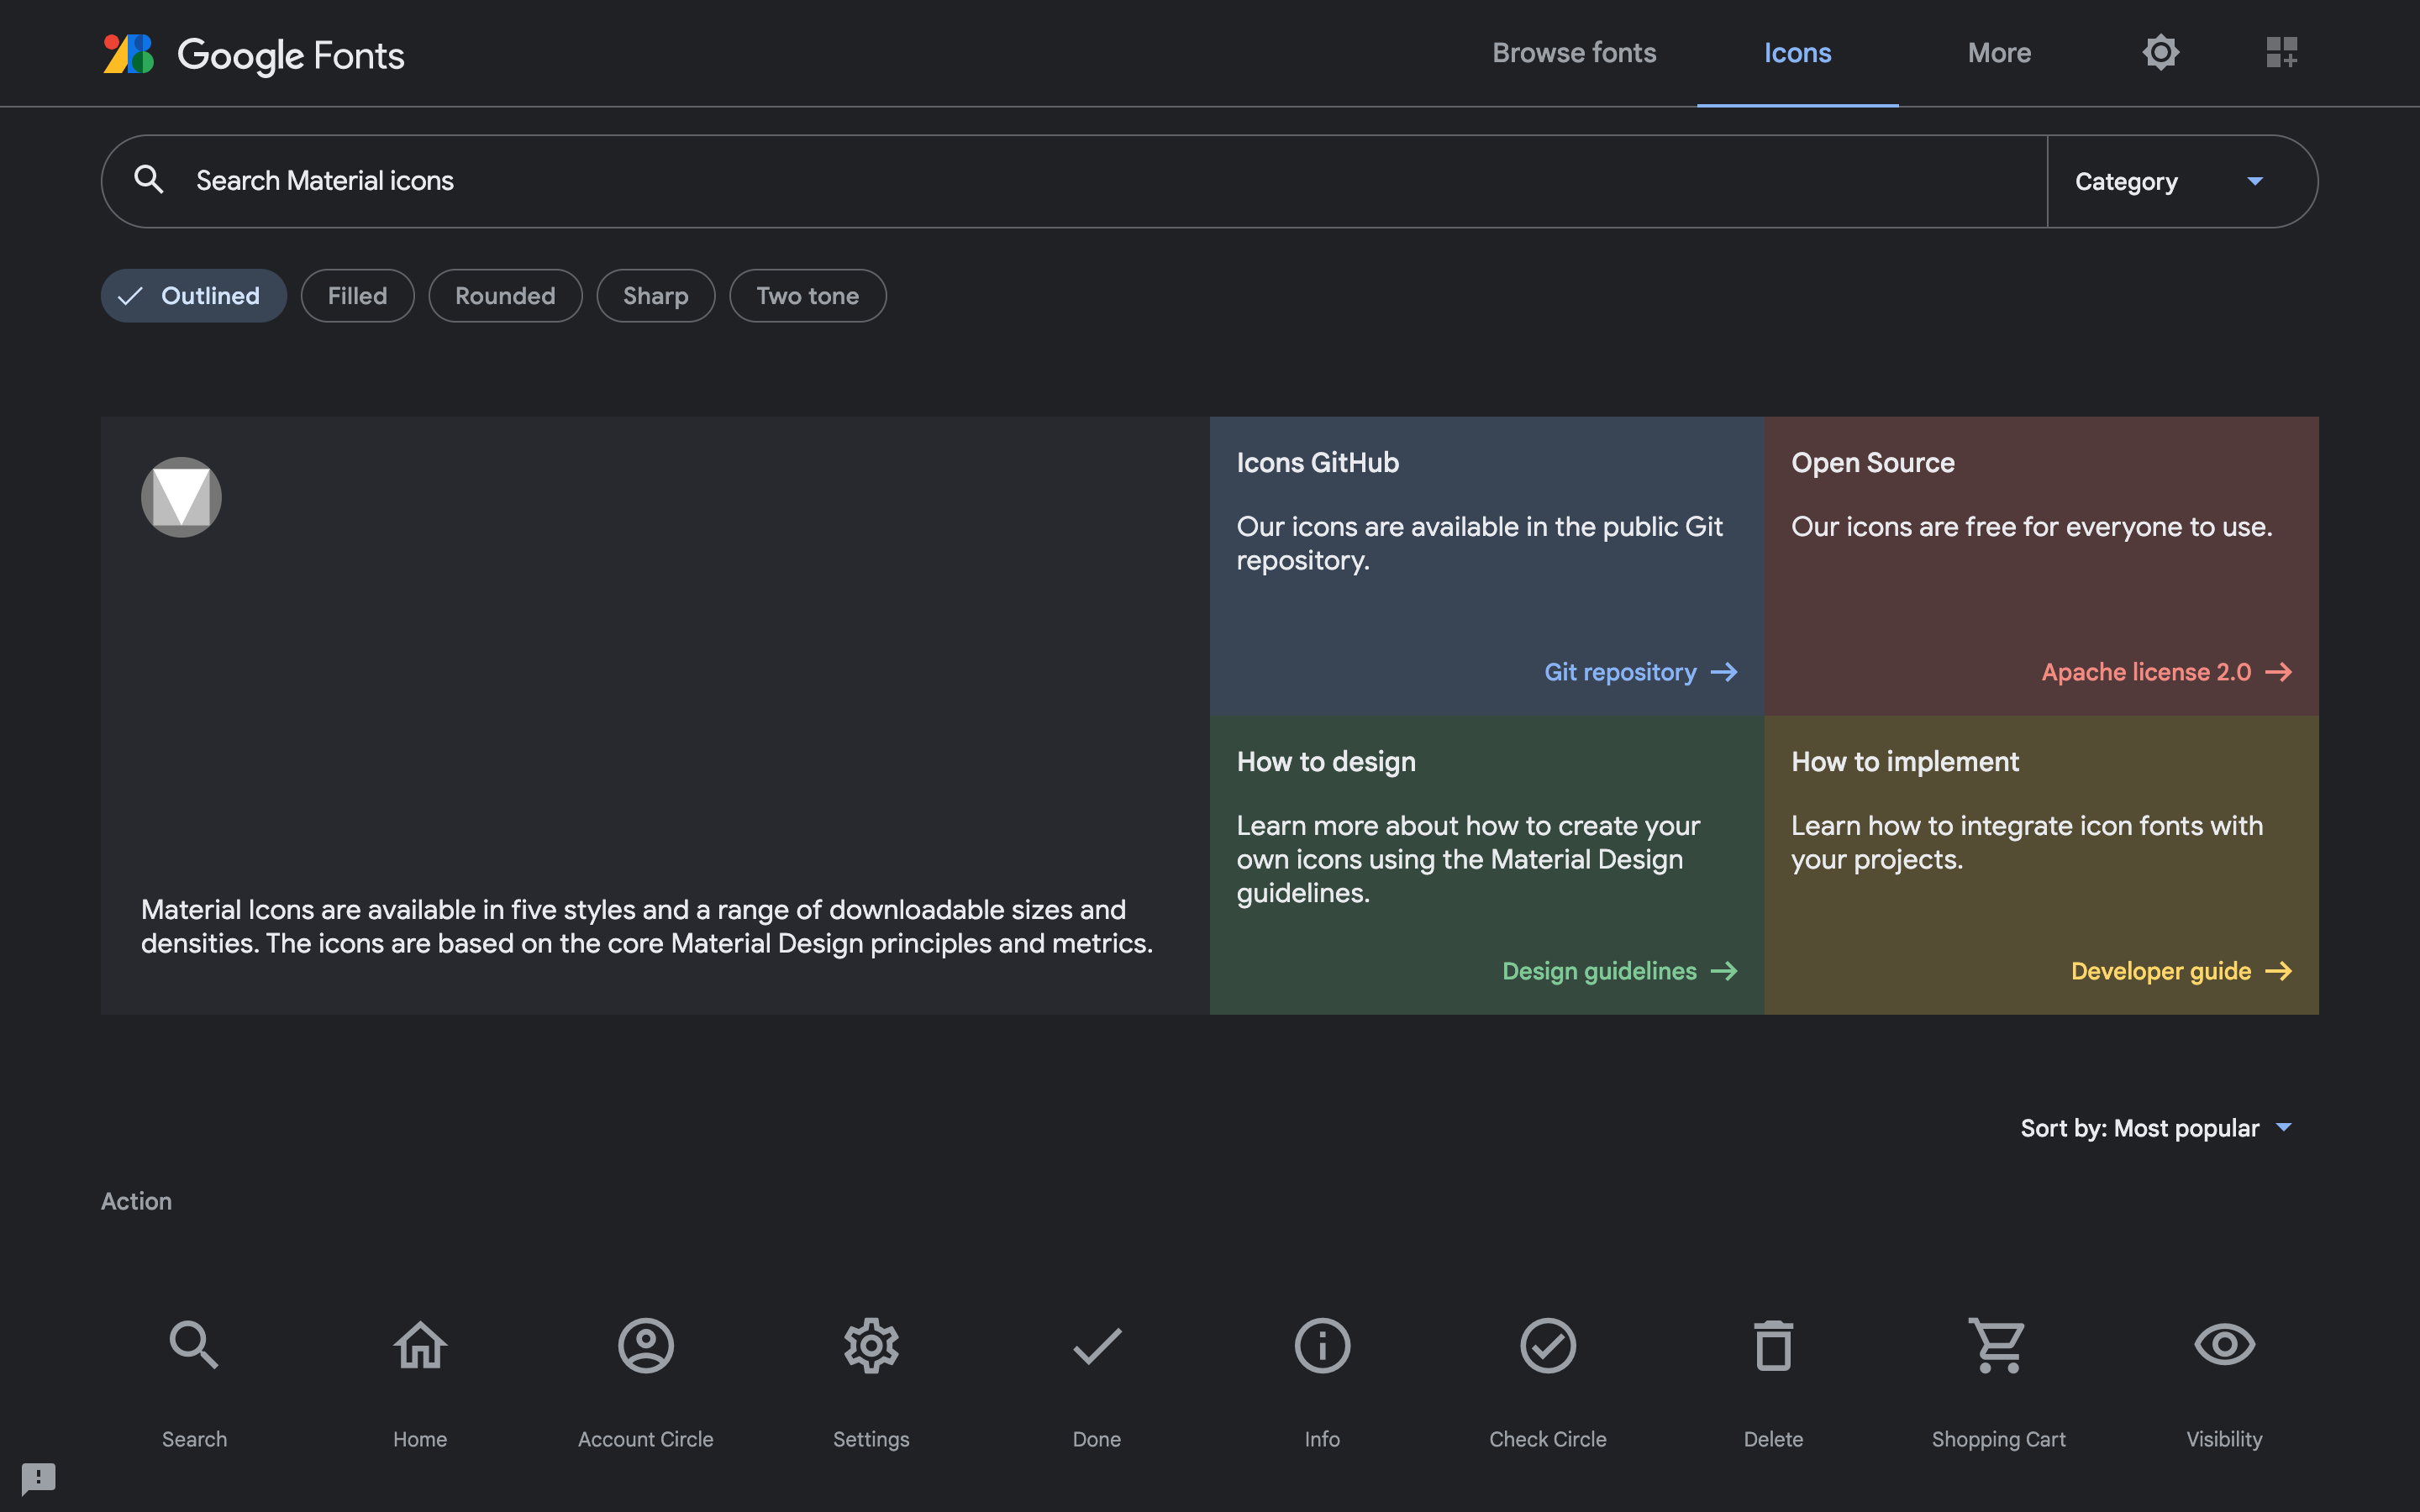 Google Fonts
Browse fonts
Icons
More
Search Material icons
Category
Outlined
Filled
Rounded
Sharp
Two tone
Material Icons are available in five styles and a range of downloadable sizes and
densities. The icons are based on the core Material Design principles and metrics.
Icons GitHub
Our icons are available in the public Git
repository.
Git repository
Open Source
Our icons are free for everyone to use.
Apache license 2.0
How to design
Learn more about how to create your
own icons using the Material Design
guidelines.
Design guidelines
How to implement
Learn how to integrate icon fonts with
your projects.
Developer guide
Sort by: Most popular
Action
Search
Home
Account Circle
Settings
Done
Info
Check Circle
Delete
Shopping Cart
Visibility